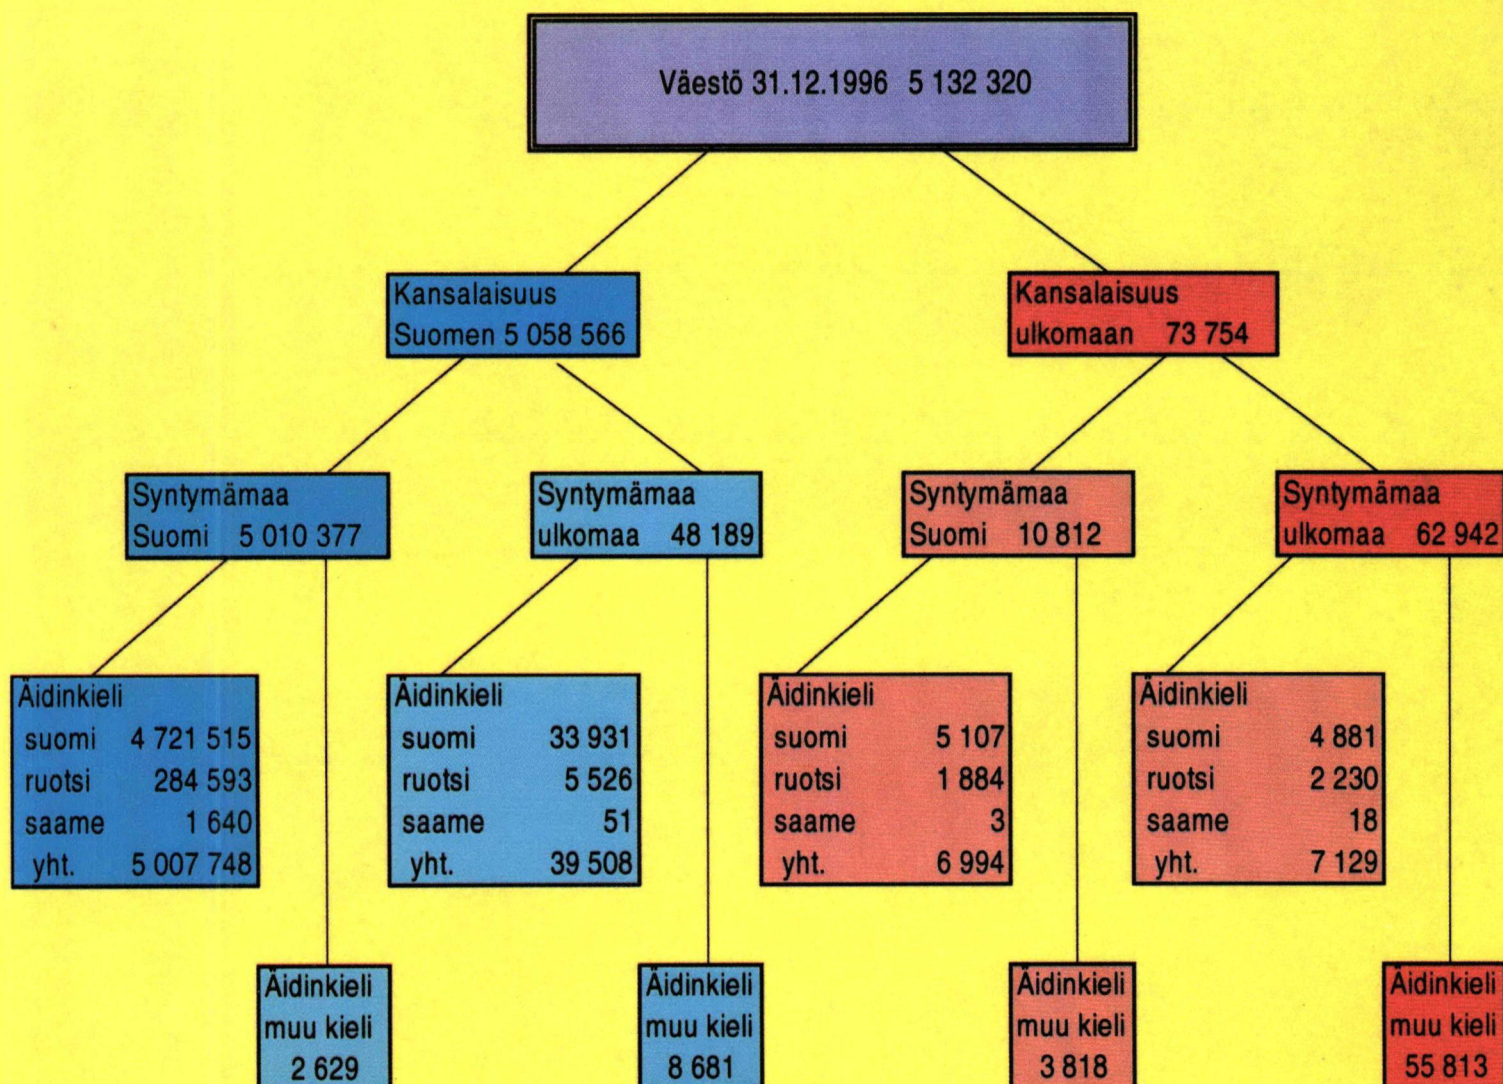 Väestö 31.12.1996 5 132 320
Kansalaisuus
Suomen 5 058 566
Kansalaisuus
ulkomaan 73 754
Syntymämaa
Suomi 5 010 377
Syntymämaa
ulkomaa 48 189
Syntymämaa
Suomi 10 812
Syntymämaa
ulkomaa 62 942
Äidinkieli
suomi 4 721 515
ruotsi 284 593
saame 1 640
yht. 5 007 748
Äidinkieli
suomi 33 931
ruotsi 5 526
saame 51
yht. 39 508
Äidinkieli
suomi 5 107
ruotsi 1 884
saame 3
yht. 6 994
Äidinkieli
suomi 4 881
ruotsi 2 230
saame 18
yht. 7 129
Äidinkieli
muu kieli
2 629
Äidinkieli
muu kieli
8 681
Äidinkieli
muu kieli
3 818
Äidinkieli
muu kieli
55 813